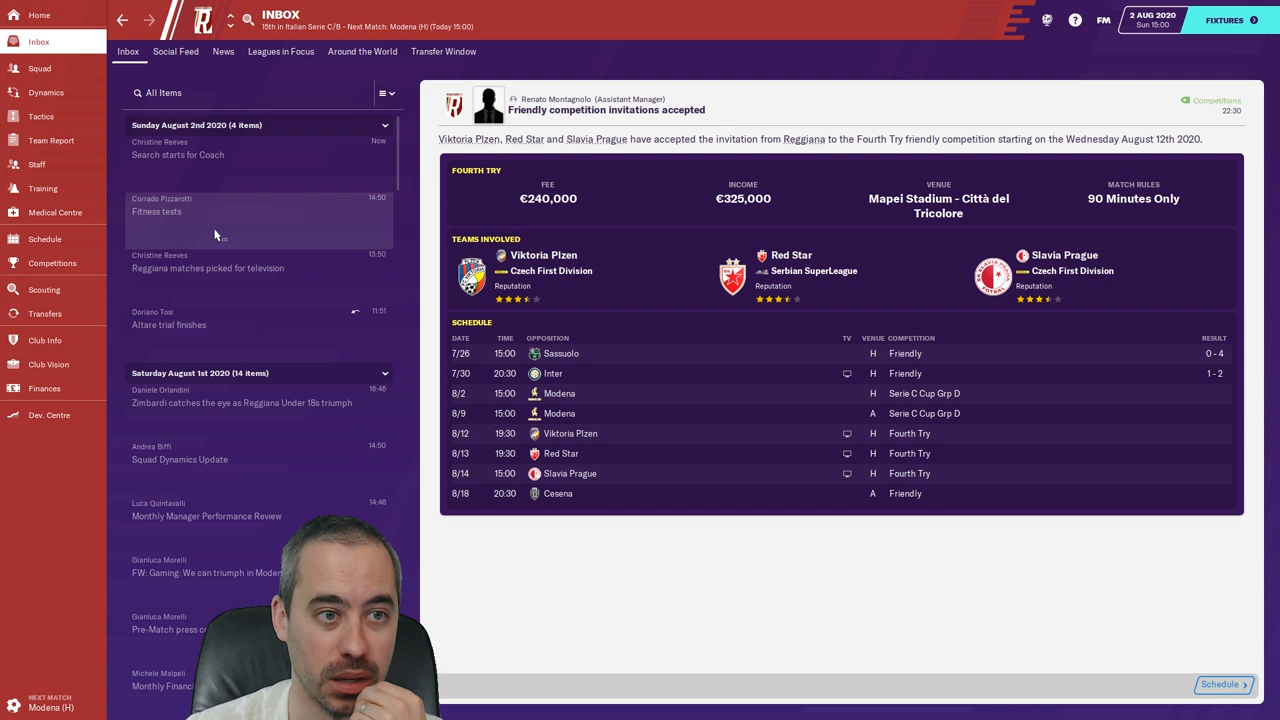 Home
Inbox
Squad
Dynamics
Tactics
Team Report
Staff
Training
Medical Centre
Schedule
Competitions
Scouting
Transfers
Club Info
Club Vision
Finances
Dev. Centre
NEXT MATCH
Modena (H)
INBOX
15th in Italian Serie C/B - Next Match: Modena (H) (Today 15:00)
FM
2 AUG 2020
Sun 15:00
FIXTURES
Inbox Social Feed News Leagues in Focus Around the World Transfer Window
All Items
Sunday August 2nd 2020 (4 items)
Christine Reeves Now
Search starts for Coach
Corrado Pizzarotti 14:50
Fitness tests
Christine Reeves 13:50
Reggiana matches picked for television
Doriano Tosi 11:51
Altare trial finishes
Saturday August 1st 2020 (14 items)
Daniele Orlandini 16:46
Zimbardi catches the eye as Reggiana Under 18s triumph
Andrea Biffi 14:50
Squad Dynamics Update
Luca Quintavalli 14:46
Monthly Manager Performance Review
Gianluca Morelli
FW: Gaming: We can triumph in Moden
Gianluca Morelli
Pre-Match press co
Michele Malpeli
Monthly Financi
Renato Montagnolo (Assistant Manager)
Friendly competition invitations accepted
Competitions
22:30
Viktoria Plzen, Red Star and Slavia Prague have accepted the invitation from Reggiana to the Fourth Try friendly competition starting on the Wednesday August 12th 2020.
FOURTH TRY
FEE INCOME VENUE MATCH RULES
€240,000 €325,000 Mapei Stadium - Città del Tricolore 90 Minutes Only
TEAMS INVOLVED
Viktoria Plzen
Czech First Division
Reputation
Red Star
Serbian SuperLeague
Reputation
Slavia Prague
Czech First Division
Reputation
SCHEDULE
DATE TIME OPPOSITION TV VENUE COMPETITION RESULT
7/26 15:00 Sassuolo H Friendly 0 - 4
7/30 20:30 Inter H Friendly 1 - 2
8/2 15:00 Modena H Serie C Cup Grp D
8/9 15:00 Modena A Serie C Cup Grp D
8/12 19:30 Viktoria Plzen H Fourth Try
8/13 19:30 Red Star H Fourth Try
8/14 15:00 Slavia Prague H Fourth Try
8/18 20:30 Cesena A Friendly
Schedule